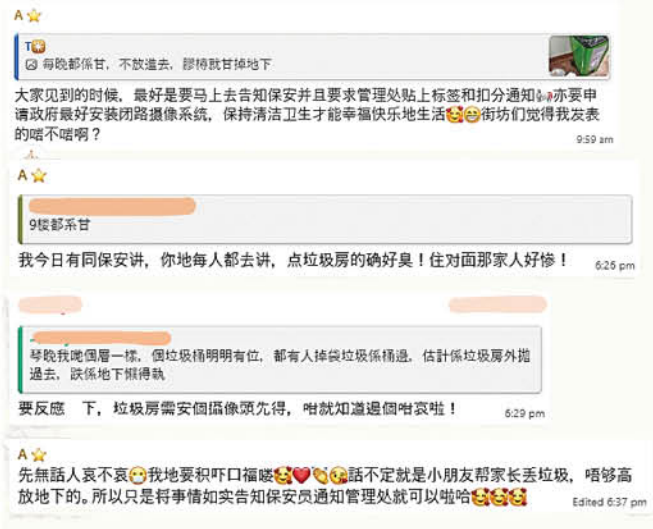 A
T
每晚都係甘，不放進去，膠椅就甘掉地下
大家见到的时候，最好是要马上去告知保安并且要求管理处贴上标签和扣分通知亦要申
请政府最好安装闭路摄像系统，保持清洁卫生才能幸福快乐地生活街坊们觉得我发表
的啱不啱啊？
9:59 am
A
9楼都系甘
我今日有同保安讲，你地每人都去讲，点垃圾房的确好臭！住对面那家人好惨！
6:25 pm
琴晚我哋個層一樣，個垃圾桶明明有位，都有人掉袋垃圾係桶邊，估計係垃圾房外拋
過去，跌係地下懶得執
要反應 下，垃圾房需安個攝像頭先得，咁就知道邊個咁衰啦！
6:29 pm
A
先無話人衰不衰我地要积吓口福喽話不定就是小朋友帮家长丢垃圾，唔够高
放地下的。所以只是将事情如实告知保安员通知管理处就可以啦哈
Edited 6:37 pm